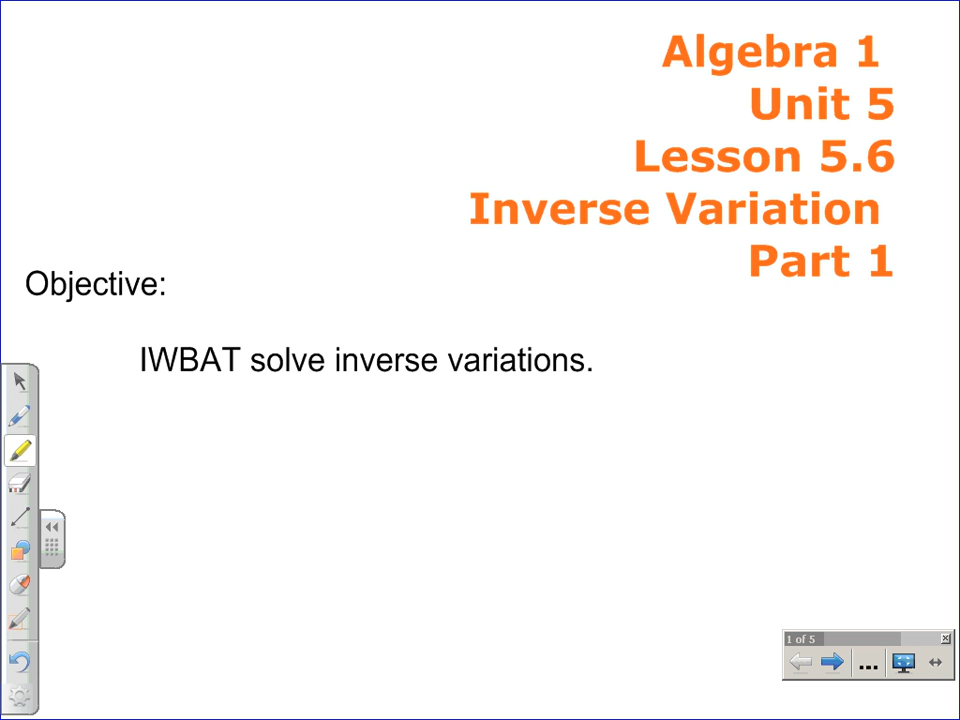 Algebra 1
Unit 5
Lesson 5.6
Inverse Variation
Part 1
Objective:
IWBAT solve inverse variations.
1 of 5
...